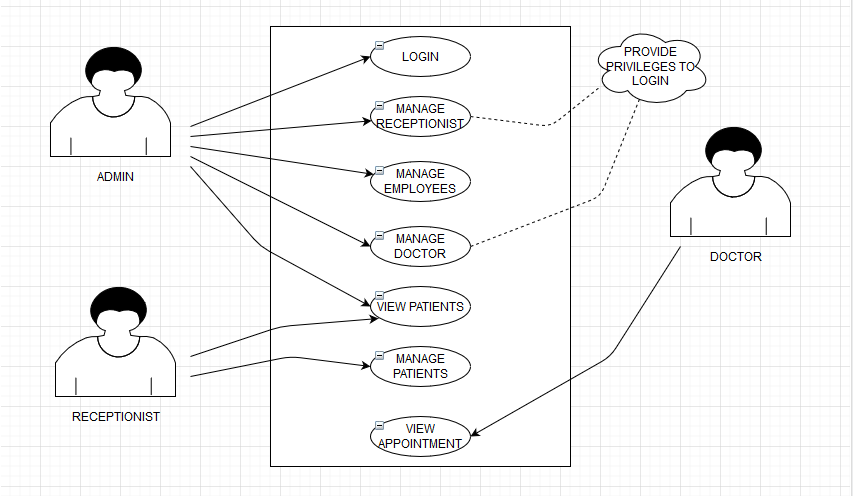 LOGIN
PROVIDE
PRIVILEGES TO
LOGIN
MANAGE
RECEPTIONIST
ADMIN
MANAGE
EMPLOYEES
MANAGE
DOCTOR
DOCTOR
VIEW PATIENTS
MANAGE
PATIENTS
RECEPTIONIST
VIEW
APPOINTMENT